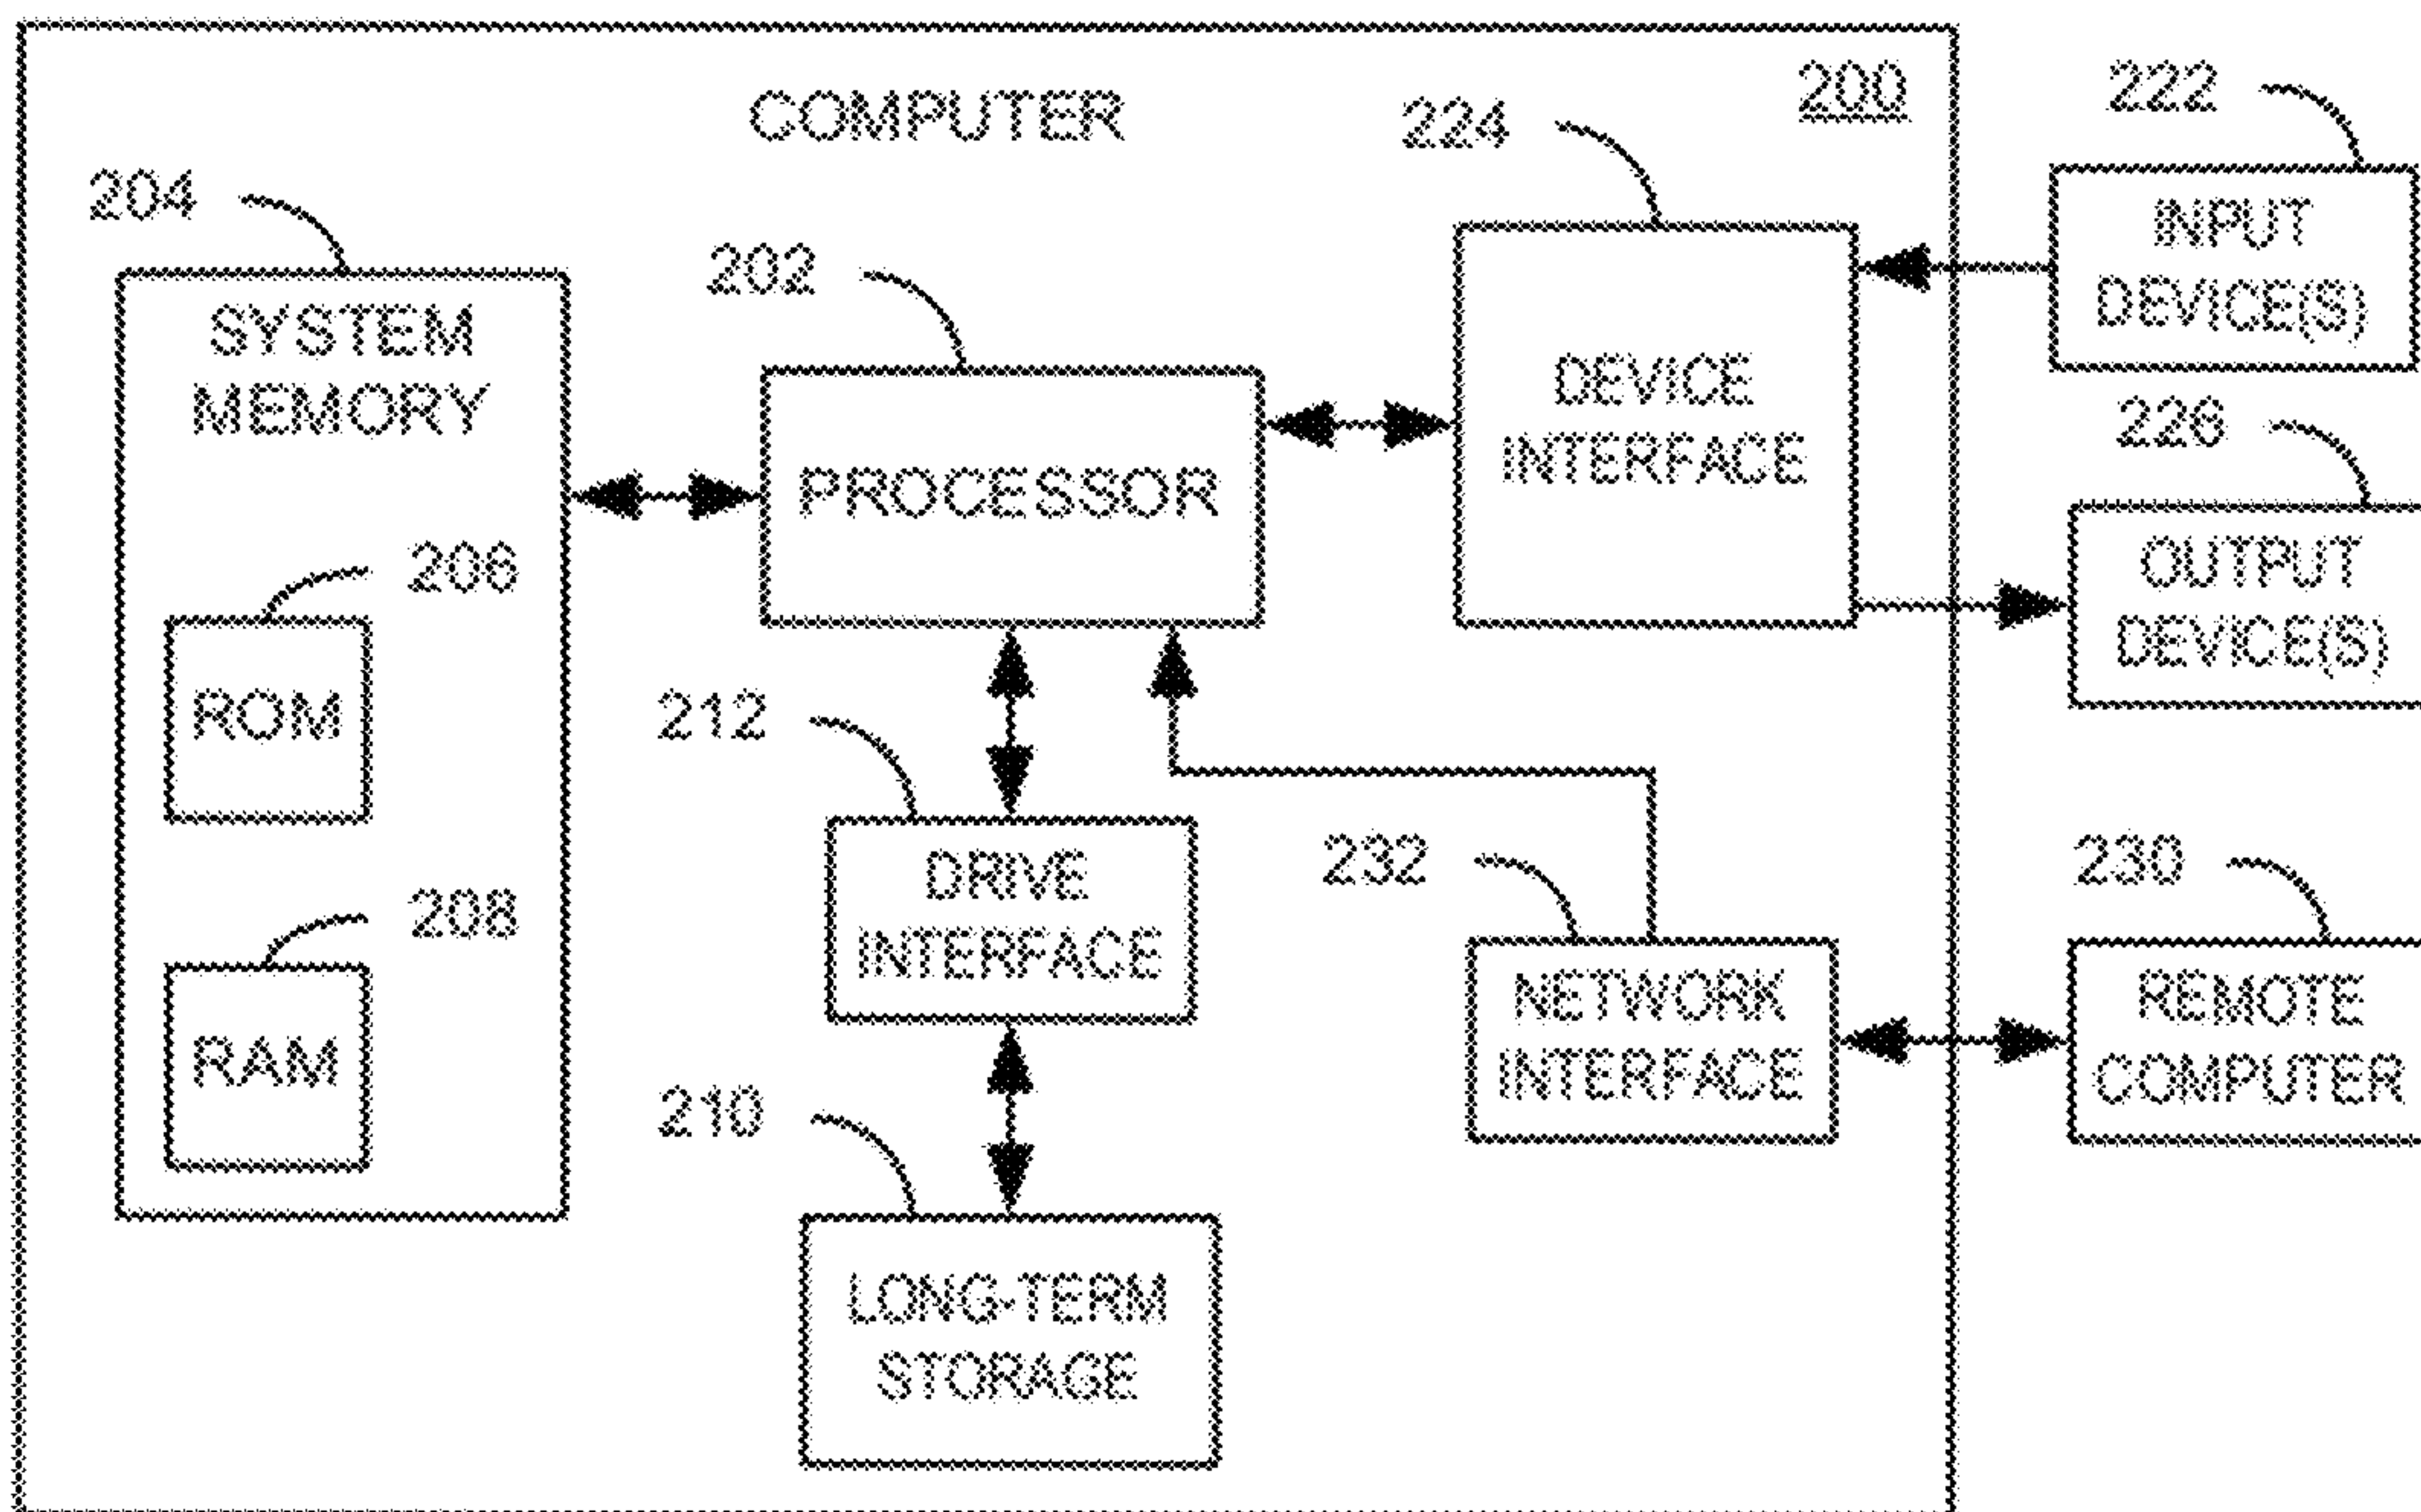 COMPUTER
200
222
224
204
202
INPUT
DEVICE(S)
SYSTEM
MEMORY
DEVICE
INTERFACE
226
PROCESSOR
OUTPUT
DEVICE(S)
206
ROM
212
232
230
DRIVE
INTERFACE
208
RAM
NETWORK
INTERFACE
REMOTE
COMPUTER
210
LONG-TERM
STORAGE